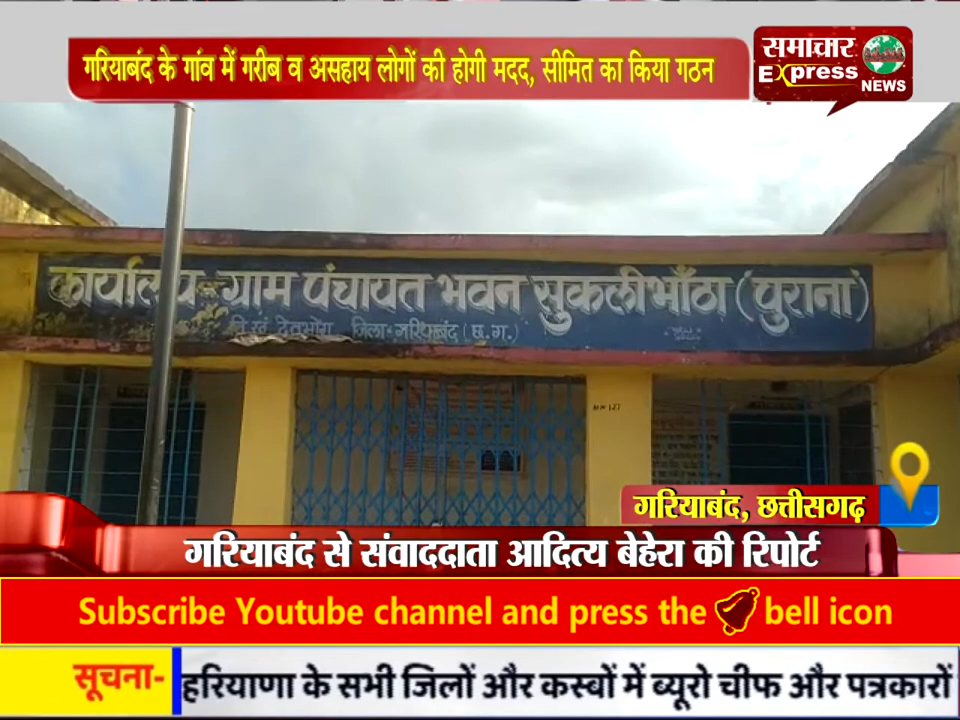 गरियाबंद के गांव में गरीब व असहाय लोगों की होगी मदद, सीमित का किया गठन
समाचार
Express
NEWS
कार्यालय ग्राम पंचायत भवन सुकलीभाँठा (पुराना)
वि.खं. देवभोग जिला-गरियाबंद (छ.ग.)
गरियाबंद, छत्तीसगढ़
गरियाबंद से संवाददाता आदित्य बेहेरा की रिपोर्ट
Subscribe Youtube channel and press the bell icon
सूचना- हरियाणा के सभी जिलों और कस्बों में ब्यूरो चीफ और पत्रकारों